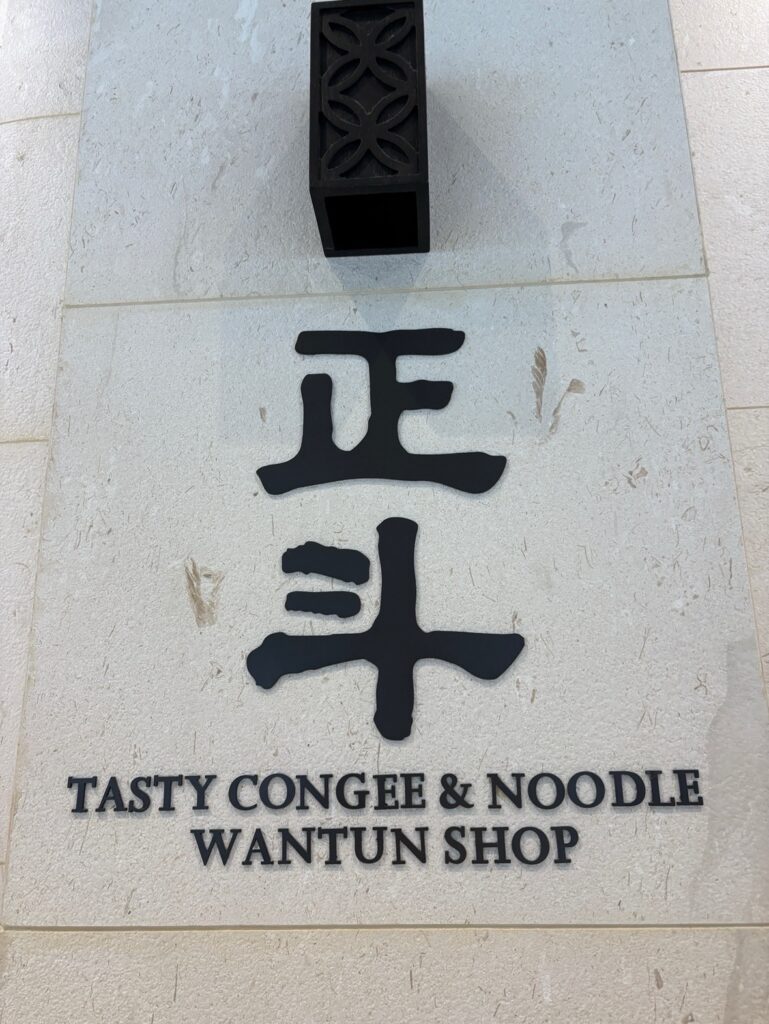 正
斗
TASTY CONGEE & NOODLE
WANTUN SHOP